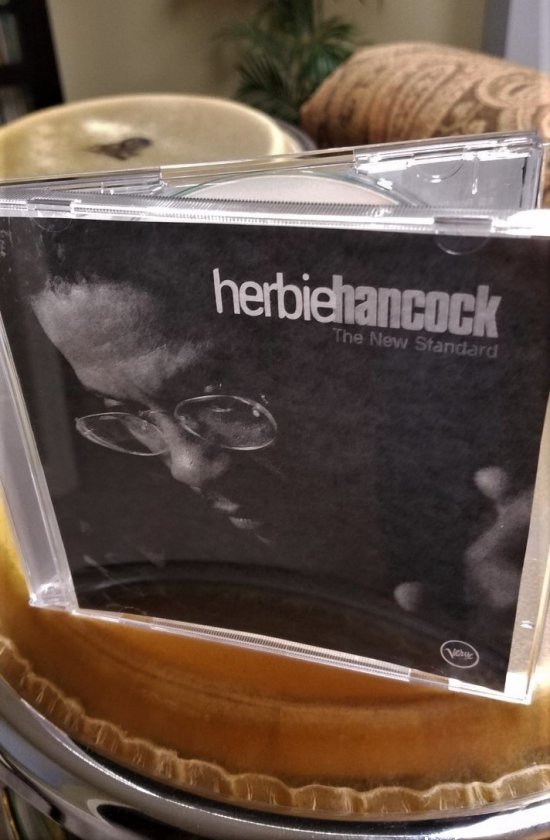 herbiehancock
The New Standard
Verve